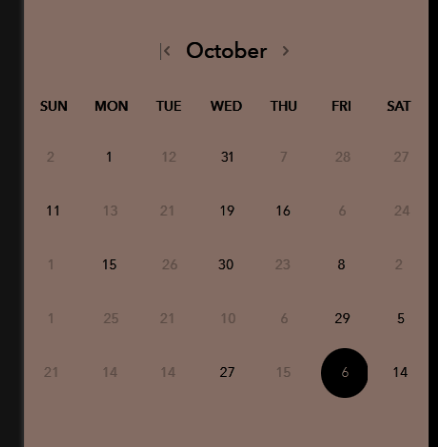 ‹ October ›
SUN MON TUE WED THU FRI SAT
2 1 12 31 7 28 27
11 13 21 19 16 6 24
1 15 26 30 23 8 2
1 25 21 10 6 29 5
21 14 14 27 15 6 14